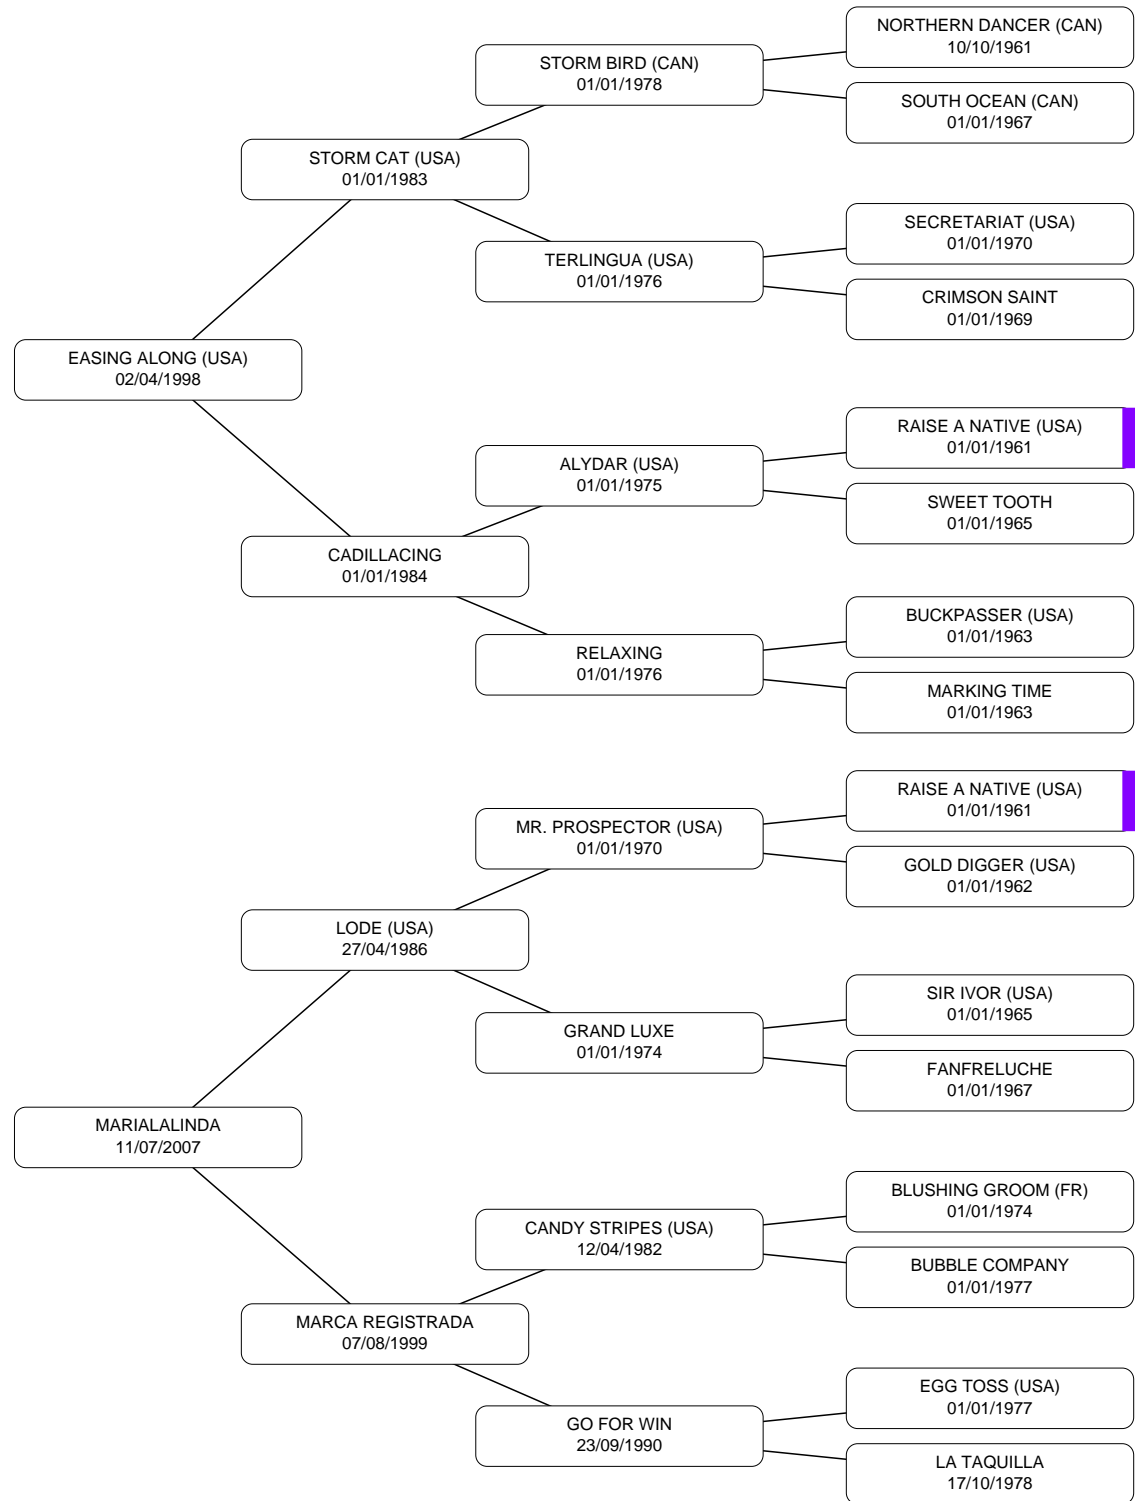 NORTHERN DANCER (CAN)
10/10/1961
STORM BIRD (CAN)
01/01/1978
SOUTH OCEAN (CAN)
01/01/1967
STORM CAT (USA)
01/01/1983
SECRETARIAT (USA)
01/01/1970
TERLINGUA (USA)
01/01/1976
CRIMSON SAINT
01/01/1969
EASING ALONG (USA)
02/04/1998
RAISE A NATIVE (USA)
01/01/1961
ALYDAR (USA)
01/01/1975
SWEET TOOTH
01/01/1965
CADILLACING
01/01/1984
BUCKPASSER (USA)
01/01/1963
RELAXING
01/01/1976
MARKING TIME
01/01/1963
RAISE A NATIVE (USA)
01/01/1961
MR. PROSPECTOR (USA)
01/01/1970
GOLD DIGGER (USA)
01/01/1962
LODE (USA)
27/04/1986
SIR IVOR (USA)
01/01/1965
GRAND LUXE
01/01/1974
FANFRELUCHE
01/01/1967
MARIALALINDA
11/07/2007
BLUSHING GROOM (FR)
01/01/1974
CANDY STRIPES (USA)
12/04/1982
BUBBLE COMPANY
01/01/1977
MARCA REGISTRADA
07/08/1999
EGG TOSS (USA)
01/01/1977
GO FOR WIN
23/09/1990
LA TAQUILLA
17/10/1978